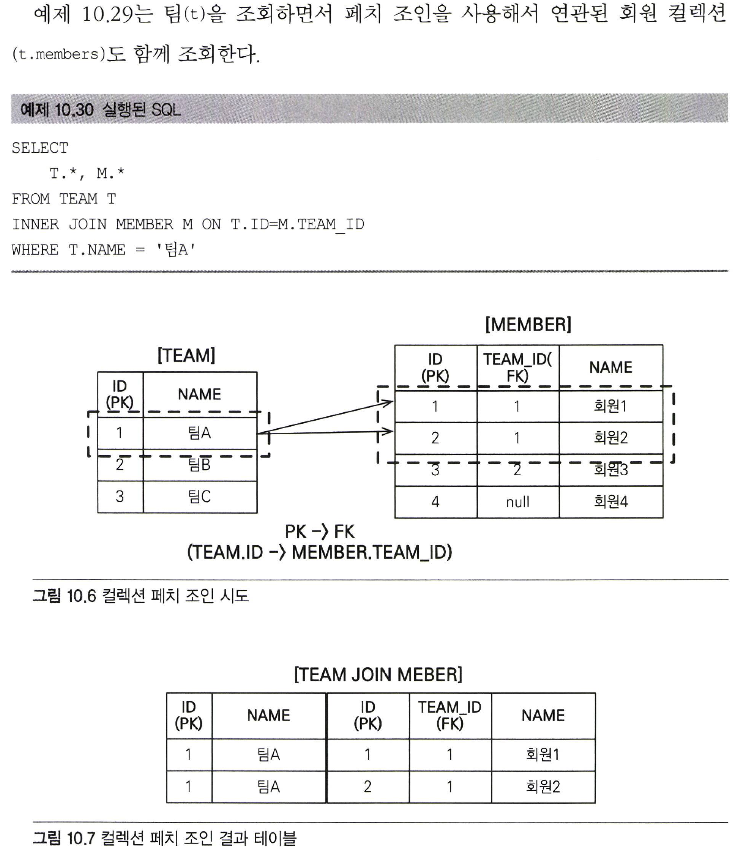 예제 10.29는 팀(t)을 조회하면서 페치 조인을 사용해서 연관된 회원 컬렉션
(t.members)도 함께 조회한다.
예제 10.30 실행된 SQL
SELECT
T.*, M.*
FROM TEAM T
INNER JOIN MEMBER M ON T.ID=M.TEAM_ID
WHERE T.NAME = '팀A'
[TEAM]
ID
(PK) NAME
1 팀A
2 팀B
3 팀C
[MEMBER]
ID
(PK) TEAM_ID(
FK) NAME
1 1 회원1
2 1 회원2
3 2 회원3
4 null 회원4
PK -> FK
(TEAM.ID -> MEMBER.TEAM_ID)
그림 10.6 컬렉션 페치 조인 시도
[TEAM JOIN MEBER]
ID
(PK) NAME ID
(PK) TEAM_ID
(FK) NAME
1 팀A 1 1 회원1
1 팀A 2 1 회원2
그림 10.7 컬렉션 페치 조인 결과 테이블